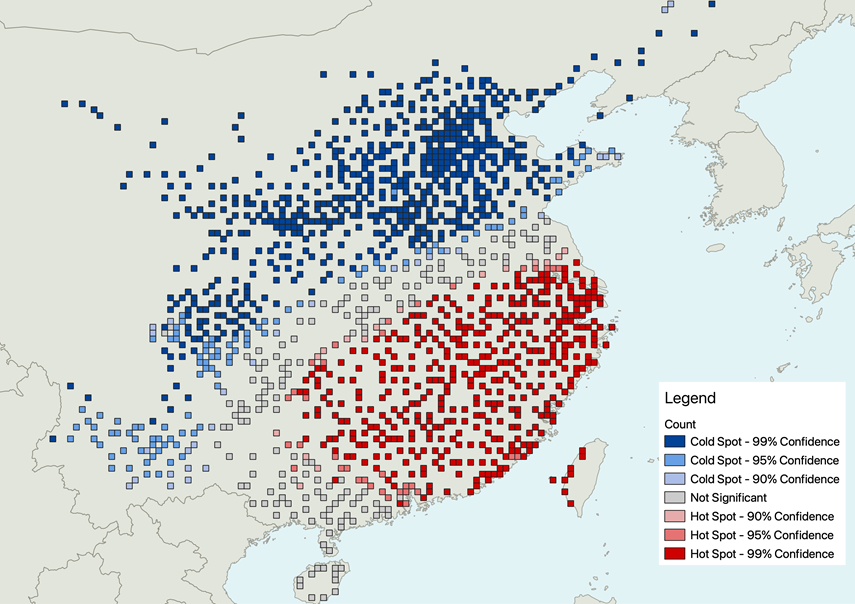 Legend
Count
Cold Spot - 99% Confidence
Cold Spot - 95% Confidence
Cold Spot - 90% Confidence
Not Significant
Hot Spot - 90% Confidence
Hot Spot - 95% Confidence
Hot Spot - 99% Confidence